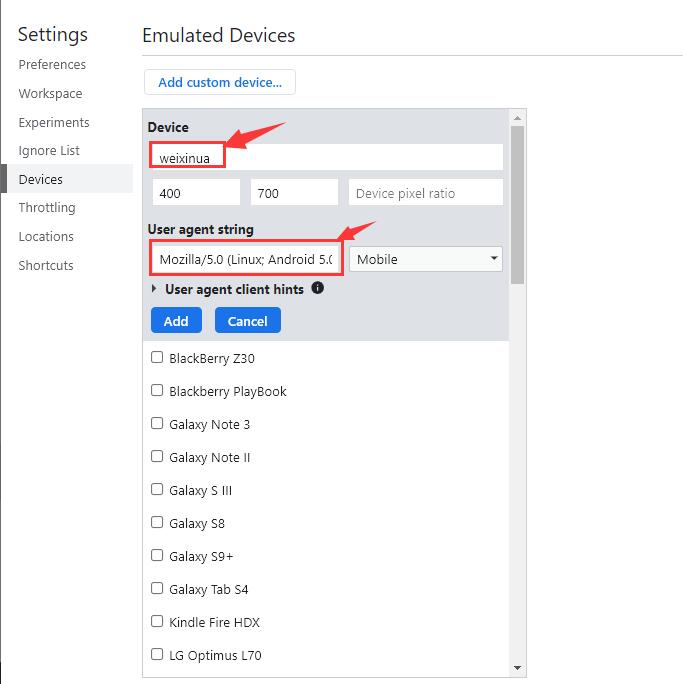 Settings
Preferences
Workspace
Experiments
Ignore List
Devices
Throttling
Locations
Shortcuts
Emulated Devices
Add custom device...
Device
weixinua
400 700 Device pixel ratio
User agent string
Mozilla/5.0 (Linux; Android 5.0 Mobile
User agent client hints
Add Cancel
BlackBerry Z30
Blackberry PlayBook
Galaxy Note 3
Galaxy Note II
Galaxy S III
Galaxy S8
Galaxy S9+
Galaxy Tab S4
Kindle Fire HDX
LG Optimus L70